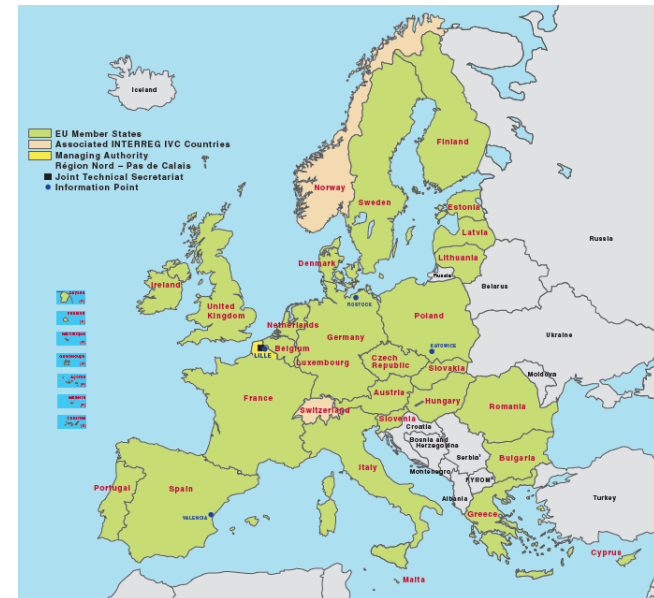 Iceland
EU Member States
Associated INTERREG IVC Countries
Managing Authority
Région Nord – Pas de Calais
Joint Technical Secretariat
Information Point
Norway
Sweden
Finland
Russia
Estonia
Latvia
Lithuania
Russia
Belarus
Denmark
Ireland
United
Kingdom
ROSTOCK
Poland
Netherlands
Germany
Ukraine
KATOWICE
Belgium
LILLE
Luxembourg
Czech
Republic
Slovakia
Moldova
France
Austria
Hungary
Switzerland
Romania
Slovenia
Croatia
Bosnia and
Herzegovina
Serbia
Bulgaria
Italy
Montenegro
FYROM
Portugal
Spain
Albania
Turkey
VALENCIA
Greece
Cyprus
Malta